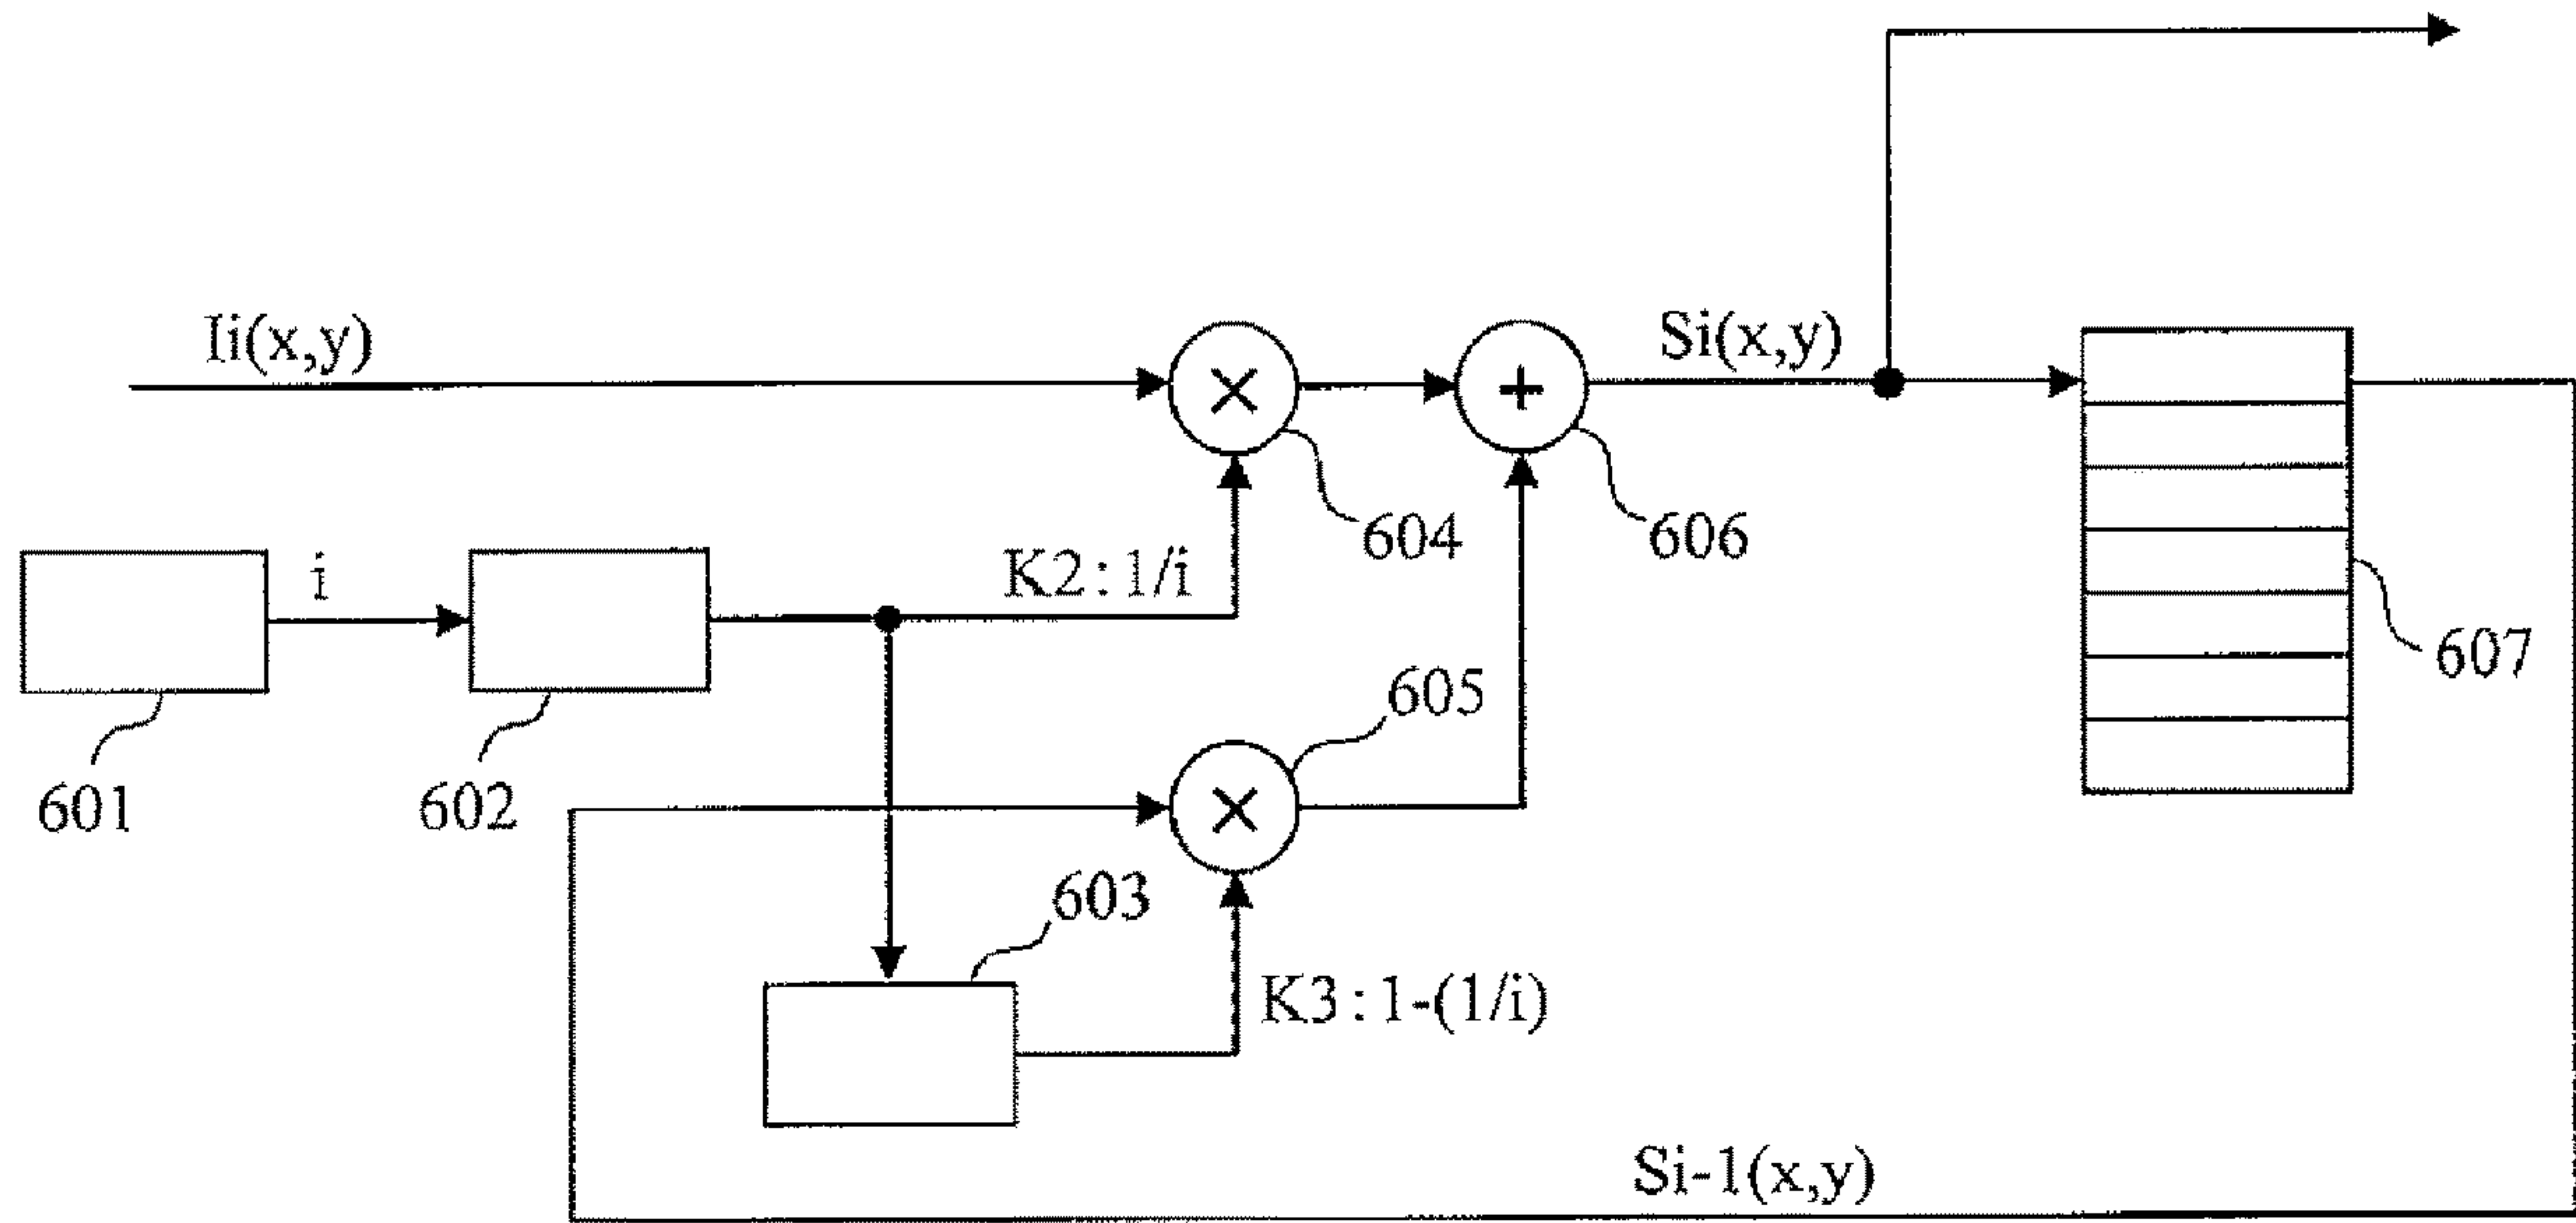 Ii(x,y)
Si(x,y)
×
+
604
606
i
K2:1/i
607
605
601
602
×
603
K3:1-(1/i)
Si-1(x,y)